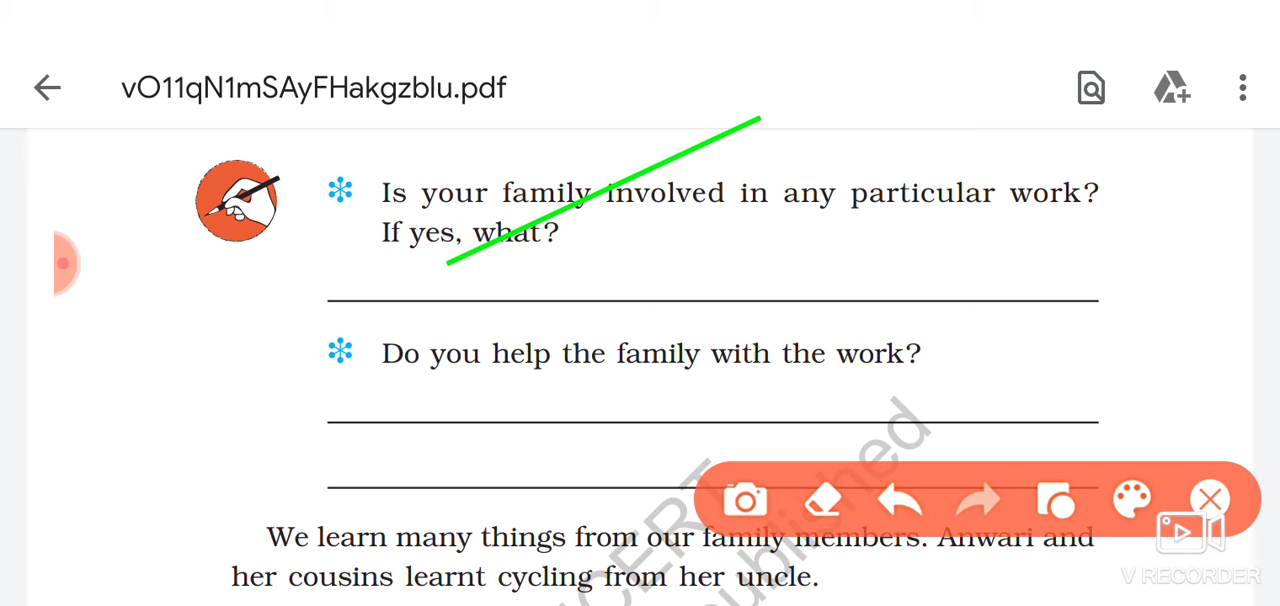 vO11qN1mSAyFHakgzblu.pdf
Is your family involved in any particular work?
If yes, what?
Do you help the family with the work?
We learn many things from our family members. Anwari and
her cousins learnt cycling from her uncle.
NCERT
published
V RECORDER